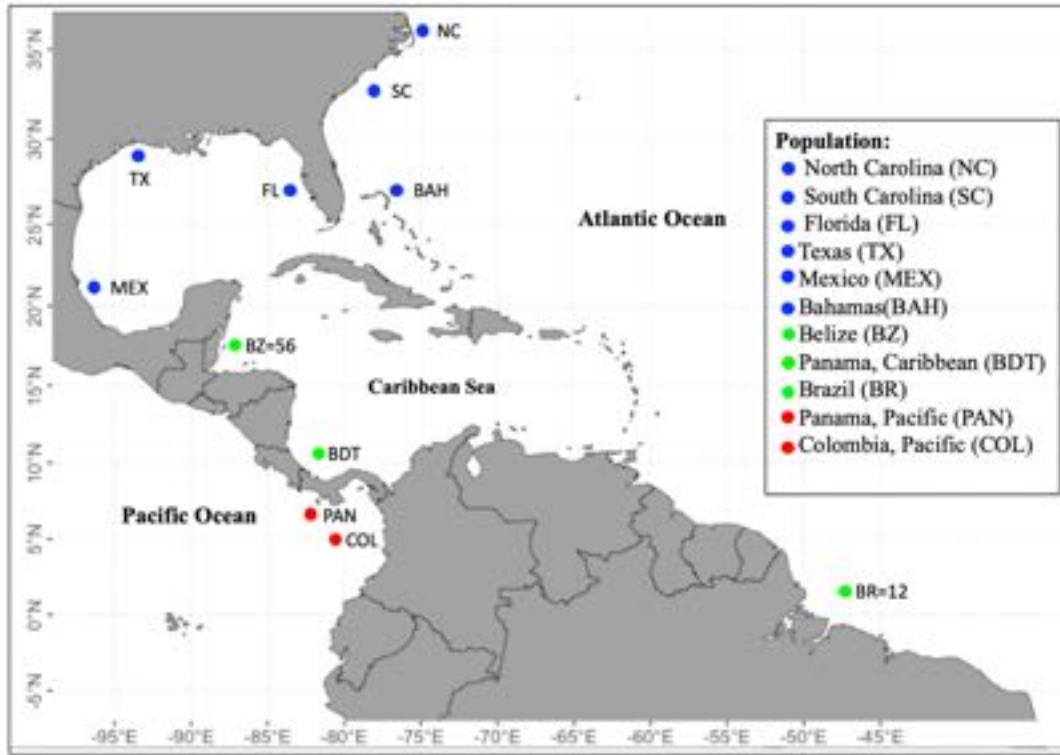 35°N
30°N
25°N
20°N
15°N
10°N
5°N
0°N
-5°N
NC
SC
TX
FL
BAH
MEX
BZ=56
BDT
PAN
COL
BR=12
Atlantic Ocean
Caribbean Sea
Pacific Ocean
Population:
North Carolina (NC)
South Carolina (SC)
Florida (FL)
Texas (TX)
Mexico (MEX)
Bahamas(BAH)
Belize (BZ)
Panama, Caribbean (BDT)
Brazil (BR)
Panama, Pacific (PAN)
Colombia, Pacific (COL)
-95°E -90°E -85°E -80°E -75°E -70°E -65°E -60°E -55°E -50°E -45°E